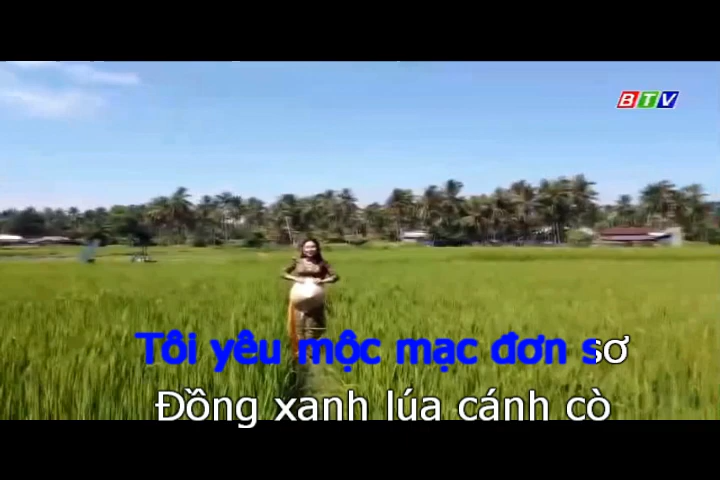 BTV
Tôi yêu mộc mạc đơn sơ
Đồng xanh lúa cánh cò